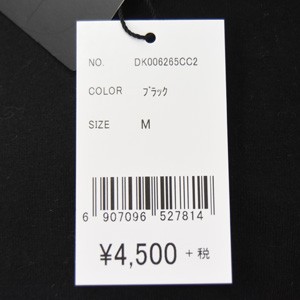 NO. DK006265CC2
COLOR ﾌﾞﾗｯｸ
SIZE M
6 907096 527814
¥4,500 +税